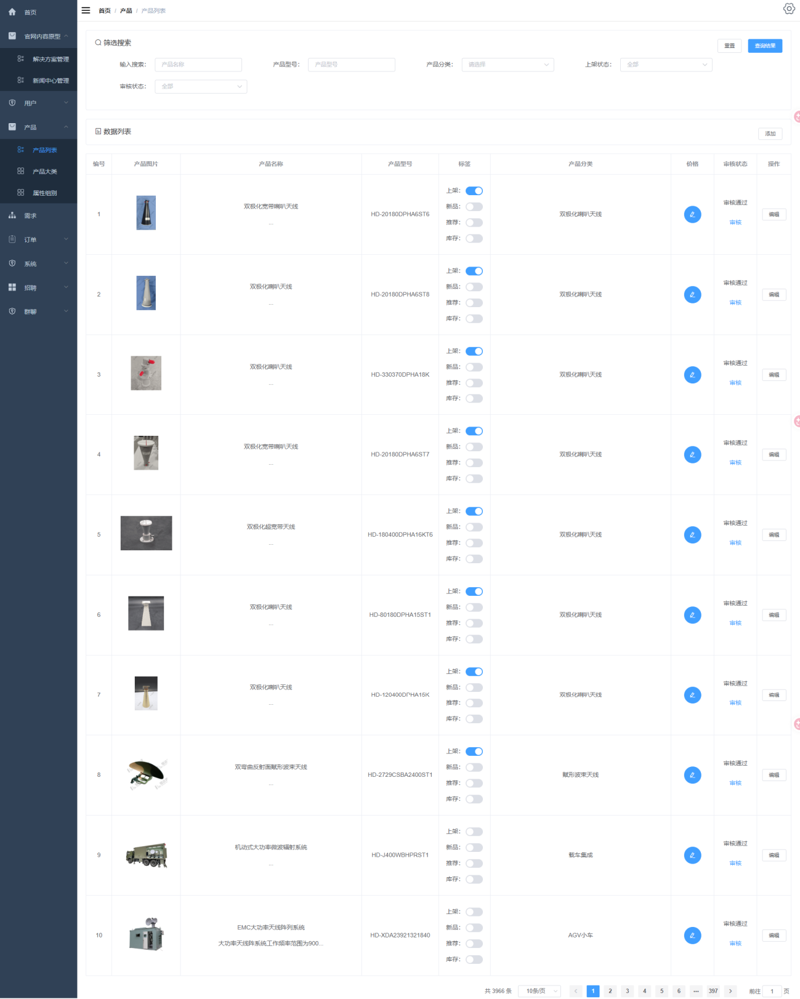 首页
官网内容原型
解决方案管理
新闻中心管理
用户
产品
产品列表
产品大类
属性组别
需求
订单
系统
招聘
群聊
首页 / 产品 / 产品列表
筛选搜索
重置
查询结果
输入搜索： 产品名称
产品型号： 产品型号
产品分类： 请选择
上架状态： 全部
审核状态： 全部
数据列表
添加
编号 产品图片 产品名称 产品型号 标签 产品分类 价格 审核状态 操作
1
双极化宽带喇叭天线
...
HD-20180DPHA6ST6
上架：
新品：
推荐：
库存：
双极化喇叭天线
审核通过
审核
编辑
2
双极化喇叭天线
...
HD-20180DPHA6ST8
上架：
新品：
推荐：
库存：
双极化喇叭天线
审核通过
审核
编辑
3
双极化喇叭天线
...
HD-330370DPHA18K
上架：
新品：
推荐：
库存：
双极化喇叭天线
审核通过
审核
编辑
4
双极化宽带喇叭天线
...
HD-20180DPHA6ST7
上架：
新品：
推荐：
库存：
双极化喇叭天线
审核通过
审核
编辑
5
双极化超宽带天线
...
HD-180400DPHA16KT6
上架：
新品：
推荐：
库存：
双极化喇叭天线
审核通过
审核
编辑
6
双极化喇叭天线
...
HD-80180DPHA15ST1
上架：
新品：
推荐：
库存：
双极化喇叭天线
审核通过
审核
编辑
7
双极化喇叭天线
...
HD-120400DPHA15K
上架：
新品：
推荐：
库存：
双极化喇叭天线
审核通过
审核
编辑
8
双弯曲反射面赋形波束天线
...
HD-2729CSBA2400ST1
上架：
新品：
推荐：
库存：
赋形波束天线
审核通过
审核
编辑
9
机动式大功率微波辐射系统
...
HD-J400WBHPRST1
上架：
新品：
推荐：
库存：
载车集成
审核通过
审核
编辑
10
EMC大功率天线阵列系统
大功率天线阵系统工作频率范围为900...
HD-XDA23921321840
上架：
新品：
推荐：
库存：
AGV小车
审核通过
审核
编辑
共 3966 条 10条/页 1 2 3 4 5 6 ··· 397 前往 1 页